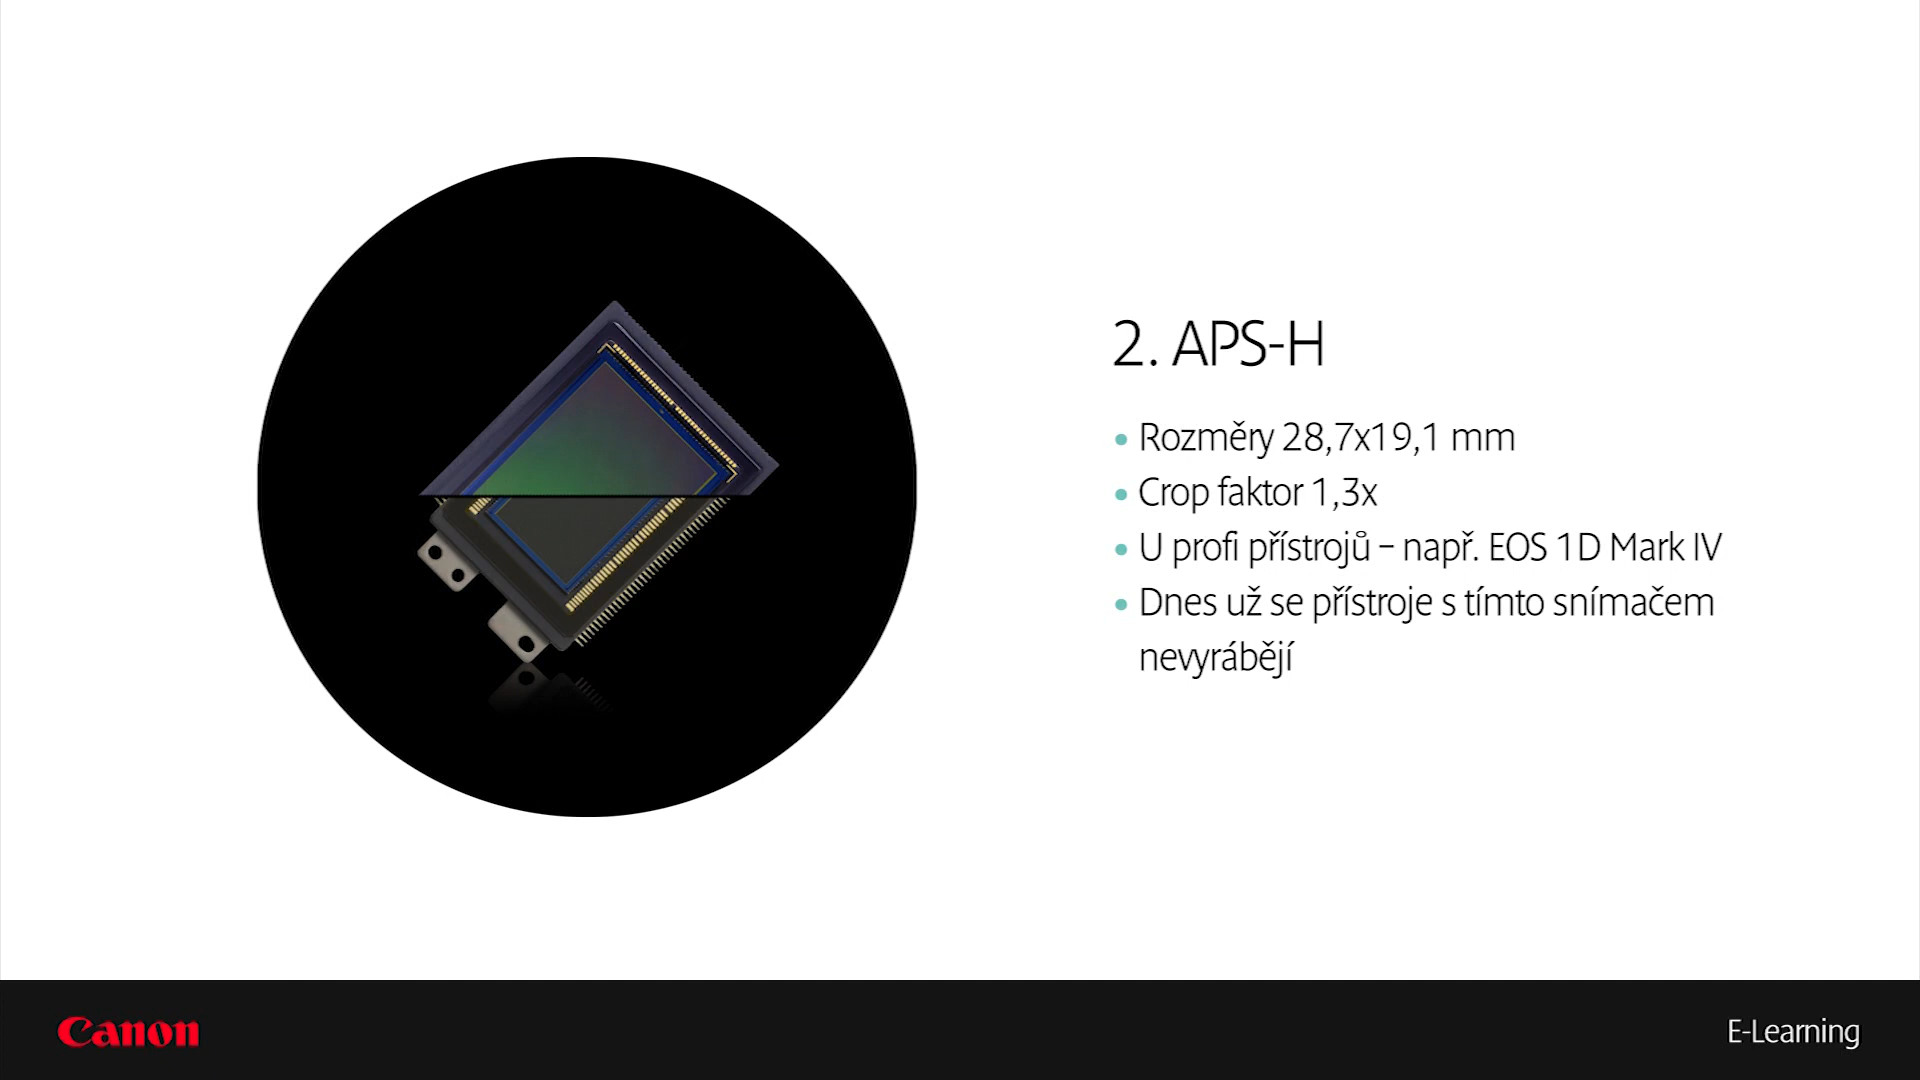 2. APS-H
• Rozměry 28,7x19,1 mm
• Crop faktor 1,3x
• U profi přístrojů – např. EOS 1D Mark IV
• Dnes už se přístroje s tímto snímačem
nevyrábějí
Canon
E-Learning